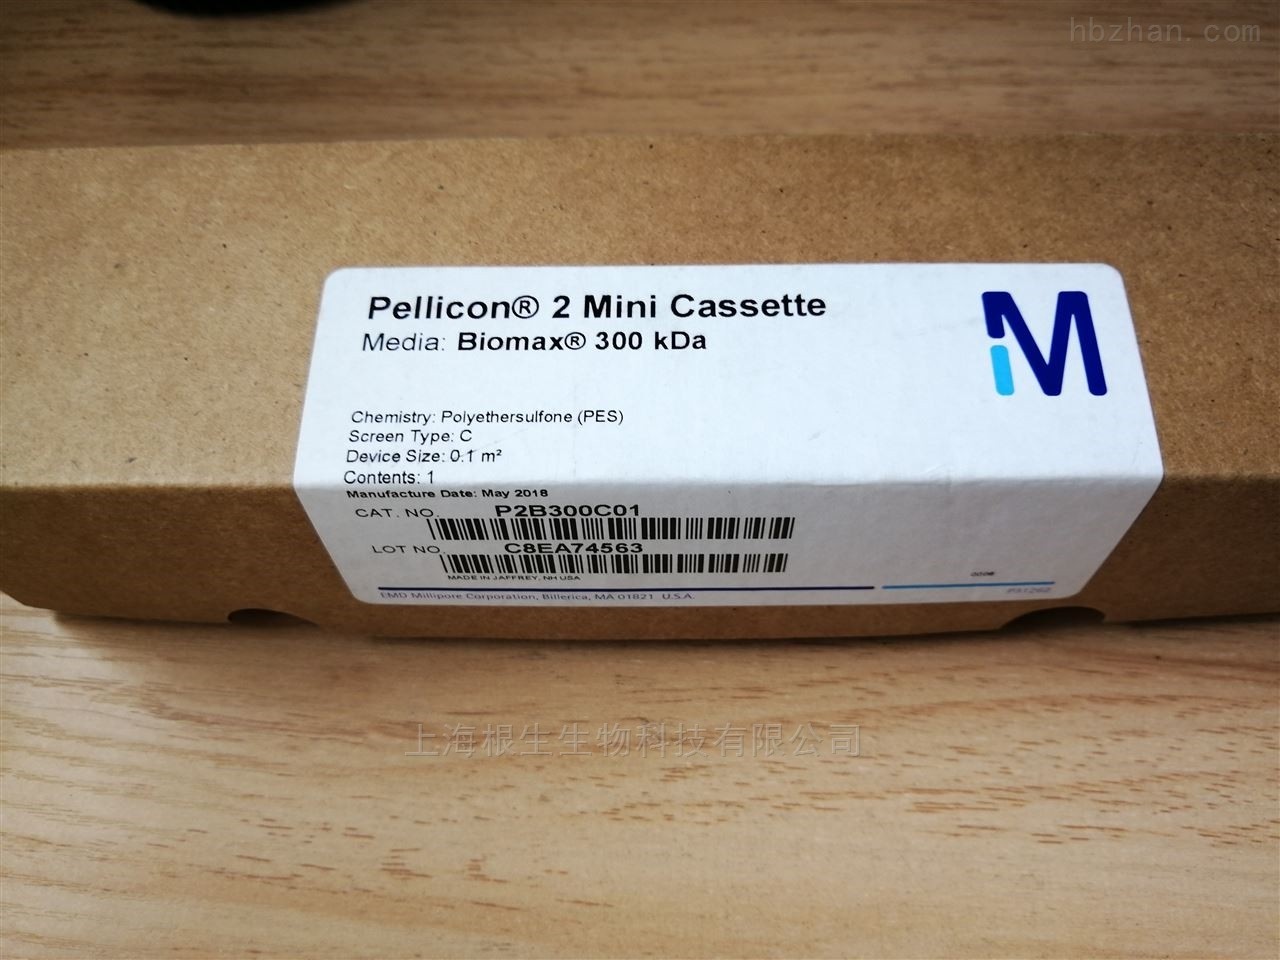 hbzhan.com
Pellicon® 2 Mini Cassette
Media: Biomax® 300 kDa
Chemistry: Polyethersulfone (PES)
Screen Type: C
Device Size: 0.1 m²
Contents: 1
Manufacture Date: May 2018
CAT. NO. P2B300C01
LOT NO. C8EA74563
MADE IN JAFFREY, NH USA
EMD Millipore Corporation, Billerica, MA 01821 U.S.A.
上海根生生物科技有限公司